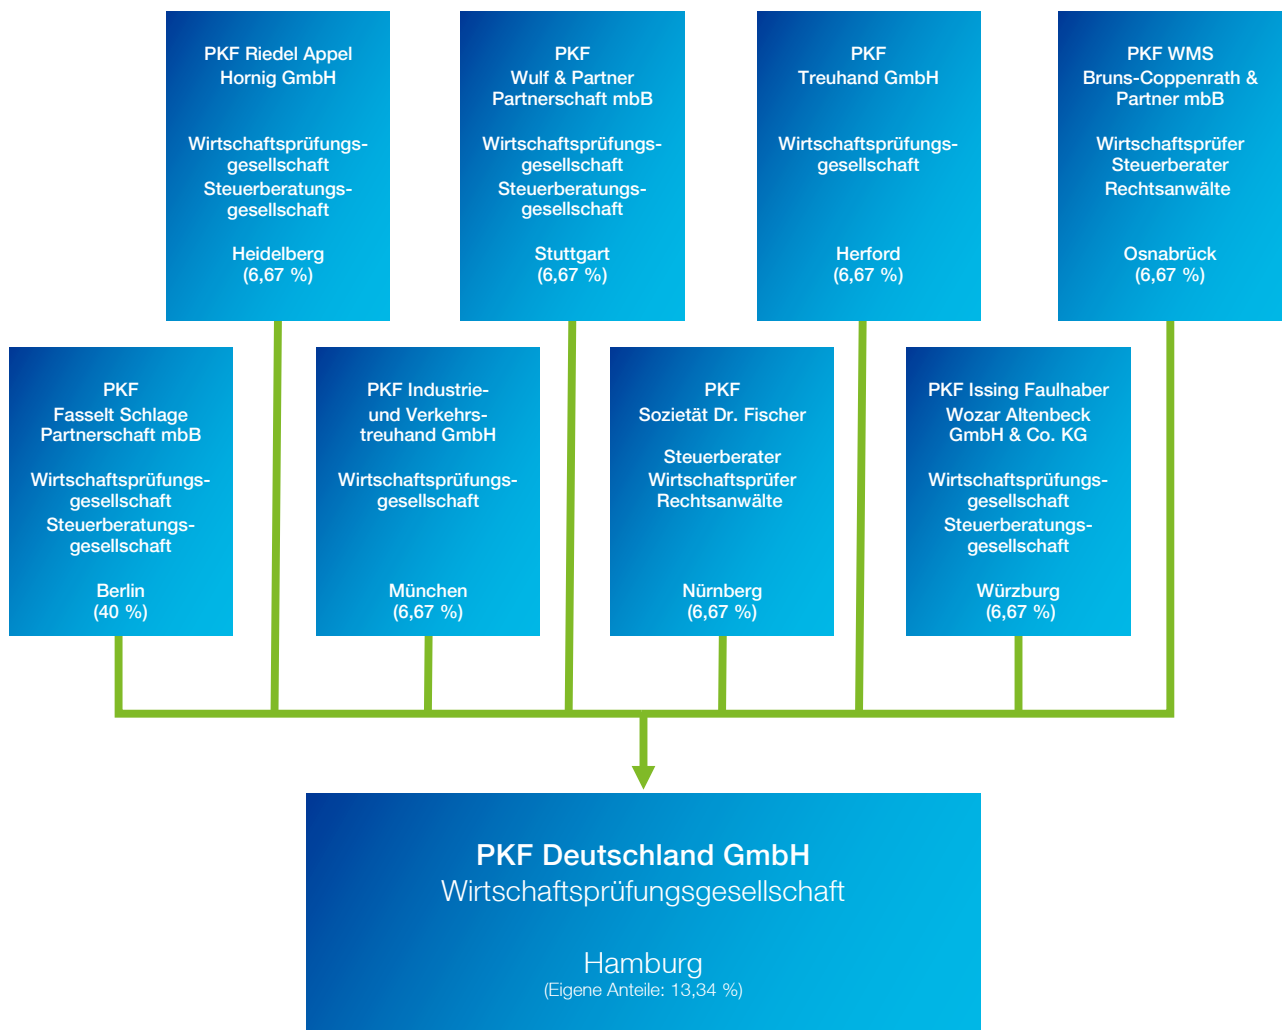 PKF Riedel Appel
Hornig GmbH
Wirtschaftsprüfungs-
gesellschaft
Steuerberatungs-
gesellschaft
Heidelberg
(6,67 %)
PKF
Wulf & Partner
Partnerschaft mbB
Wirtschaftsprüfungs-
gesellschaft
Steuerberatungs-
gesellschaft
Stuttgart
(6,67 %)
PKF
Treuhand GmbH
Wirtschaftsprüfungs-
gesellschaft
Herford
(6,67 %)
PKF WMS
Bruns-Coppenrath &
Partner mbB
Wirtschaftsprüfer
Steuerberater
Rechtsanwälte
Osnabrück
(6,67 %)
PKF
Fasselt Schlage
Partnerschaft mbB
Wirtschaftsprüfungs-
gesellschaft
Steuerberatungs-
gesellschaft
Berlin
(40 %)
PKF Industrie-
und Verkehrs-
treuhand GmbH
Wirtschaftsprüfungs-
gesellschaft
München
(6,67 %)
PKF
Sozietät Dr. Fischer
Steuerberater
Wirtschaftsprüfer
Rechtsanwälte
Nürnberg
(6,67 %)
PKF Issing Faulhaber
Wozar Altenbeck
GmbH & Co. KG
Wirtschaftsprüfungs-
gesellschaft
Steuerberatungs-
gesellschaft
Würzburg
(6,67 %)
PKF Deutschland GmbH
Wirtschaftsprüfungsgesellschaft
Hamburg
(Eigene Anteile: 13,34 %)